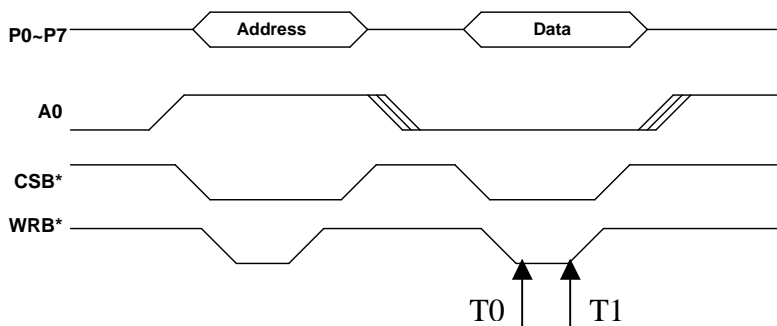 P0~P7 Address Data
A0
CSB*
WRB*
T0 T1